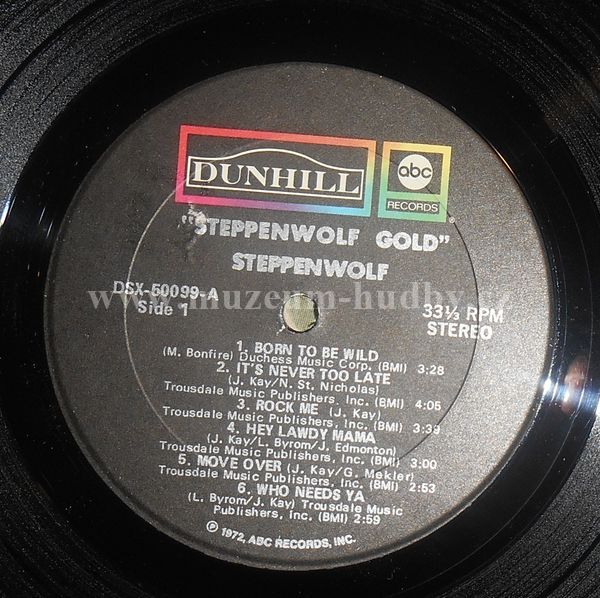 DUNHILL
abc
RECORDS
"STEPPENWOLF GOLD"
STEPPENWOLF
DSX-50099-A
Side 1
33⅓ RPM
STEREO
www.muzeum-hudby.cz
1. BORN TO BE WILD
(M. Bonfire) Duchess Music Corp. (BMI) 3:28
2. IT'S NEVER TOO LATE
(J. Kay/N. St. Nicholas)
Trousdale Music Publishers, Inc. (BMI) 4:05
3. ROCK ME (J. Kay)
Trousdale Music Publishers, Inc. (BMI) 3:39
4. HEY LAWDY MAMA
(J. Kay/L. Byrom/J. Edmonton)
Trousdale Music Publishers, Inc. (BMI) 3:00
5. MOVE OVER (J. Kay/G. Mekler)
Trousdale Music Publishers, Inc. (BMI) 2:53
6. WHO NEEDS YA
(L. Byrom/J. Kay) Trousdale Music
Publishers, Inc. (BMI) 2:59
℗ 1972, ABC RECORDS, INC.